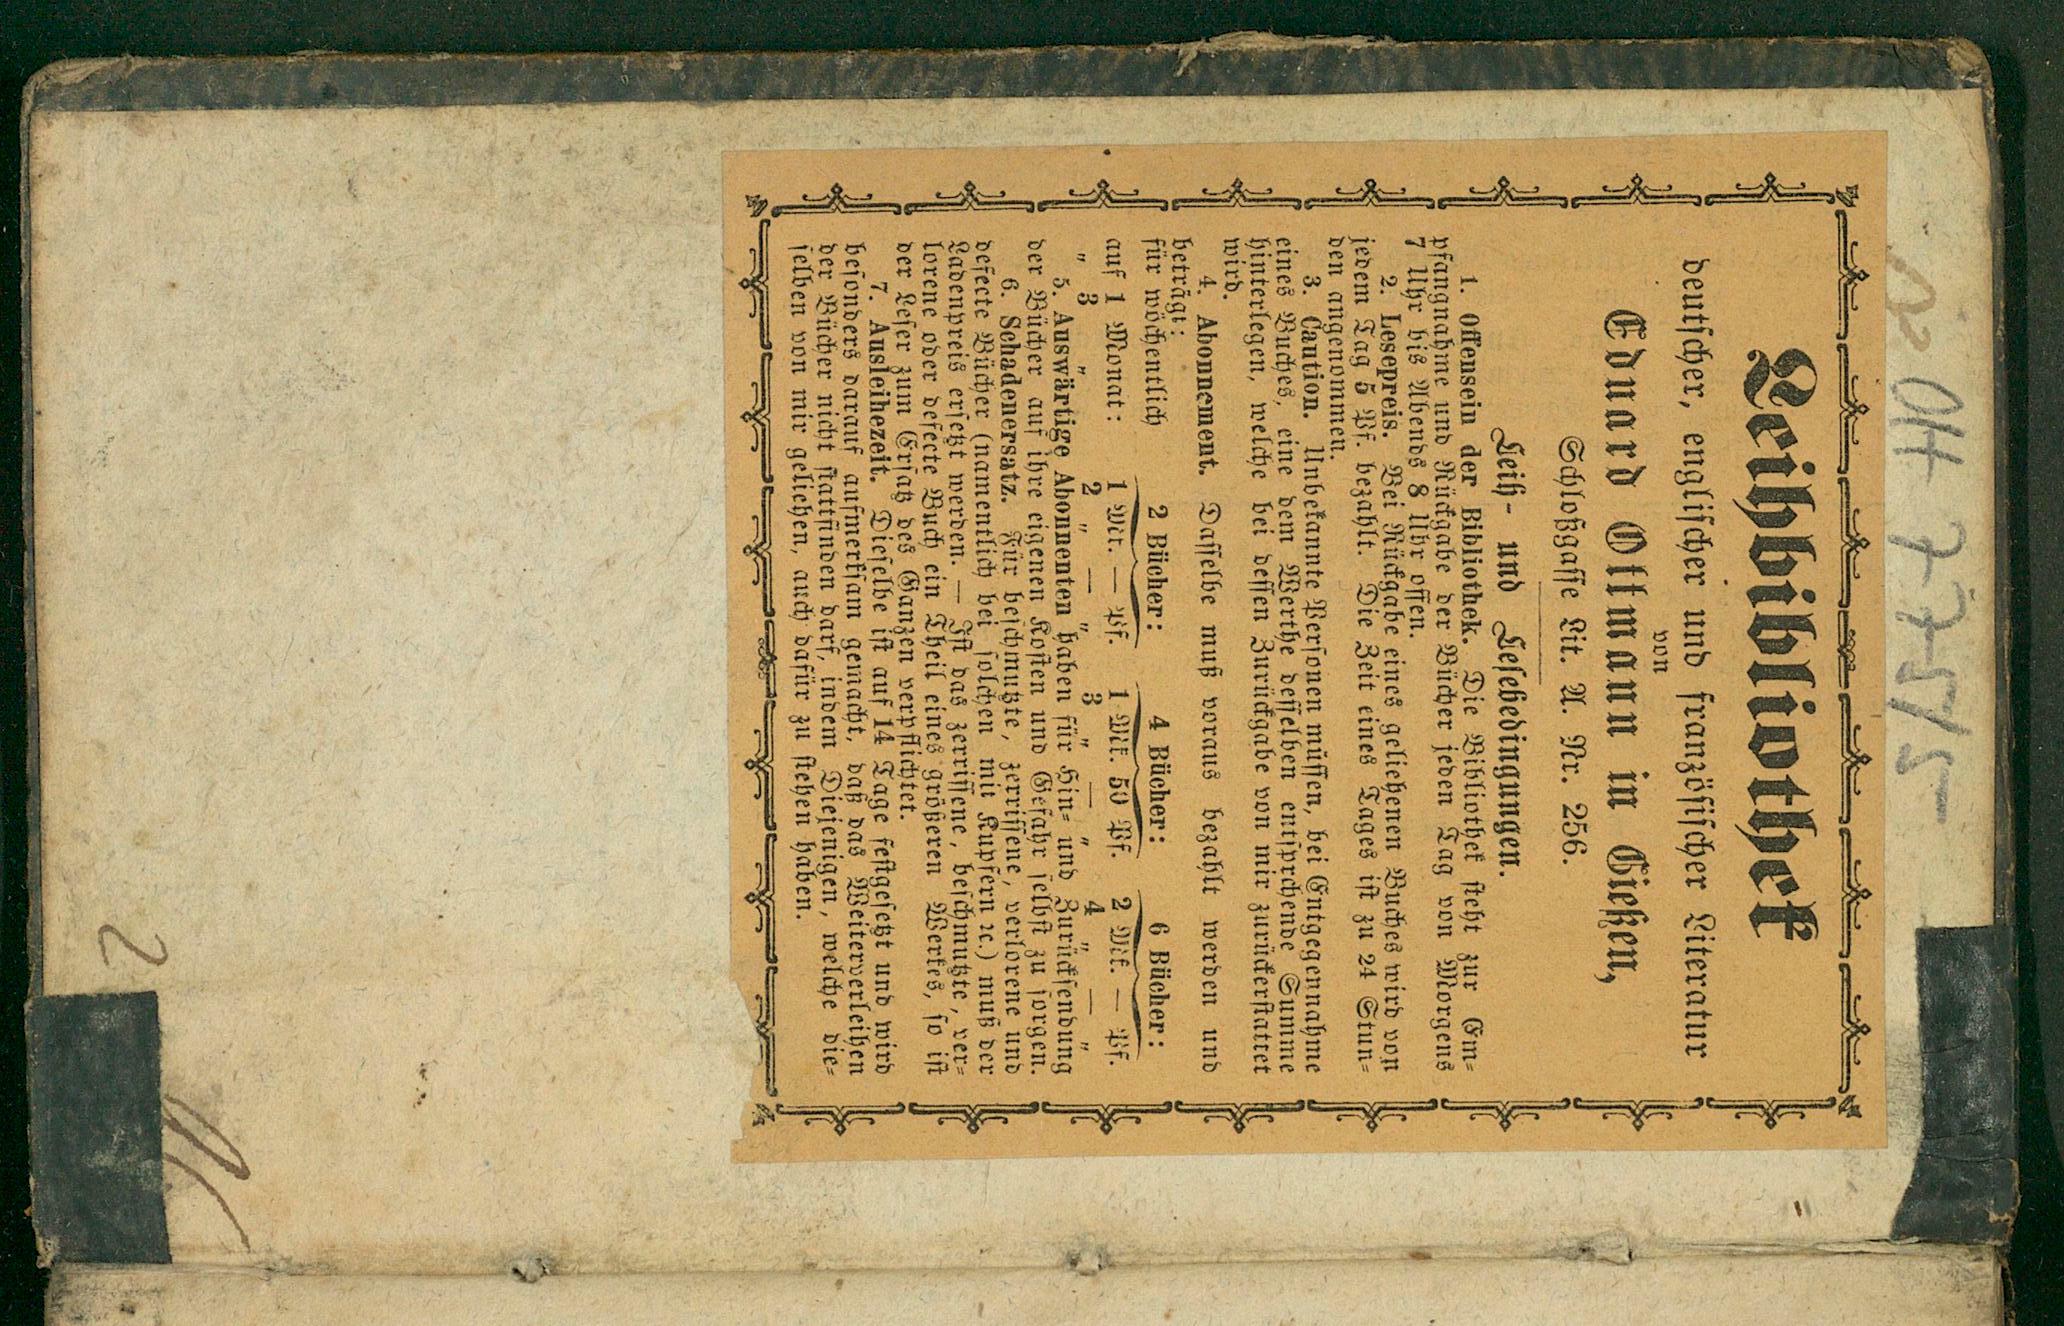 Leihbibliothek
deutscher, englischer und französischer Literatur
von
Eduard Ottmann in Gießen,
Schloßgasse Lit. A. Nr. 256.
Leih- und Lesebedingungen.
1. Offensein der Bibliothek. Die Bibliothek steht zur Em-
pfangnahme und Rückgabe der Bücher jeden Tag von Morgens
7 Uhr bis Abends 8 Uhr offen.
2. Lesepreis. Bei Rückgabe eines geliehenen Buches wird von
jedem Tag 5 Pf. bezahlt. Die Zeit eines Tages ist zu 24 Stun-
den angenommen.
3. Caution. Unbekannte Personen müssen, bei Entgegennahme
eines Buches, eine dem Werthe desselben entsprchende Summe
hinterlegen, welche bei dessen Zurückgabe von mir zurückerstattet
wird.
4. Abonnement. Dasselbe muß voraus bezahlt werden und
beträgt:
für wöchentlich 2 Bücher: 4 Bücher: 6 Bücher:
auf 1 Monat: 1 Mk. — Pf. 1 Mk. 50 Pf. 2 Mk. — Pf.
" 3 " 2 " — " 3 " — " 4 " — "
5. Auswärtige Abonnenten haben für Hin- und Zurücksendung
der Bücher auf ihre eigenen Kosten und Gefahr selbst zu sorgen.
6. Schadenersatz. Für beschmutzte, zerrissene, verlorene und
defecte Bücher (namentlich bei solchen mit Kupfern ꝛc.) muß der
Ladenpreis ersetzt werden. — Ist das zerrissene, beschmutzte, ver-
lorene oder defecte Buch ein Theil eines größeren Werkes, so ist
der Leser zum Ersatz des Ganzen verpflichtet.
7. Ausleihezeit. Dieselbe ist auf 14 Tage festgesetzt und wird
besonders darauf aufmerksam gemacht, daß das Weiterverleihen
der Bücher nicht stattfinden darf, indem Diejenigen, welche die-
selben von mir geliehen, auch dafür zu stehen haben.
2